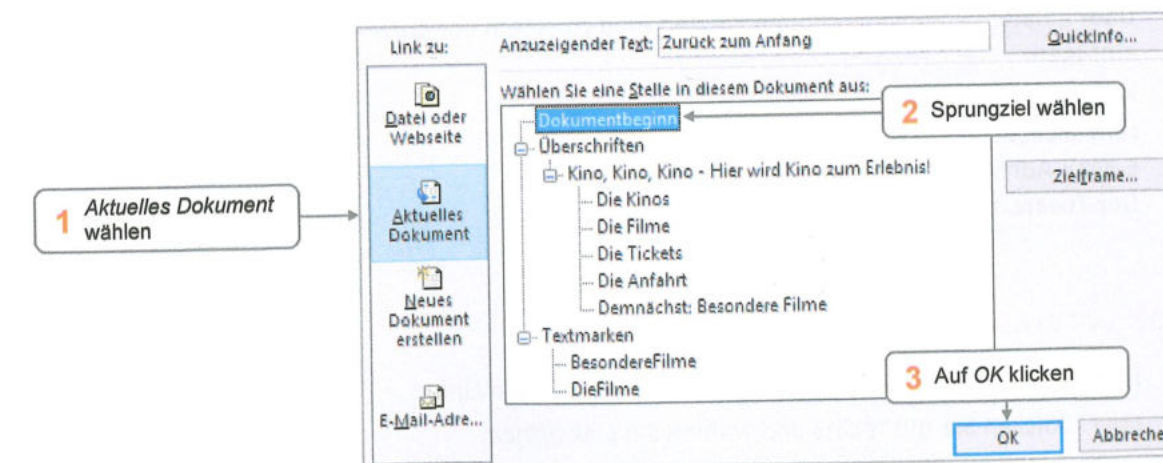 Link zu:
Anzuzeigender Text: Zurück zum Anfang
QuickInfo...
Wählen Sie eine Stelle in diesem Dokument aus:
Datei oder
Webseite
Aktuelles
Dokument
Neues
Dokument
erstellen
E-Mail-Adre...
Dokumentbeginn
Überschriften
Kino, Kino, Kino - Hier wird Kino zum Erlebnis!
Die Kinos
Die Filme
Die Tickets
Die Anfahrt
Demnächst: Besondere Filme
Textmarken
BesondereFilme
DieFilme
Zielframe...
OK
Abbreche
1 Aktuelles Dokument
wählen
2 Sprungziel wählen
3 Auf OK klicken